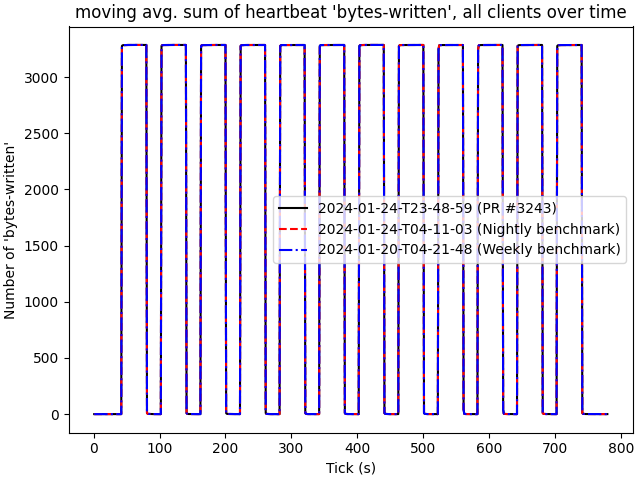 moving avg. sum of heartbeat 'bytes-written', all clients over time
Number of 'bytes-written'
3000
2500
2000
1500
1000
500
0
2024-01-24-T23-48-59 (PR #3243)
2024-01-24-T04-11-03 (Nightly benchmark)
2024-01-20-T04-21-48 (Weekly benchmark)
0 100 200 300 400 500 600 700 800
Tick (s)